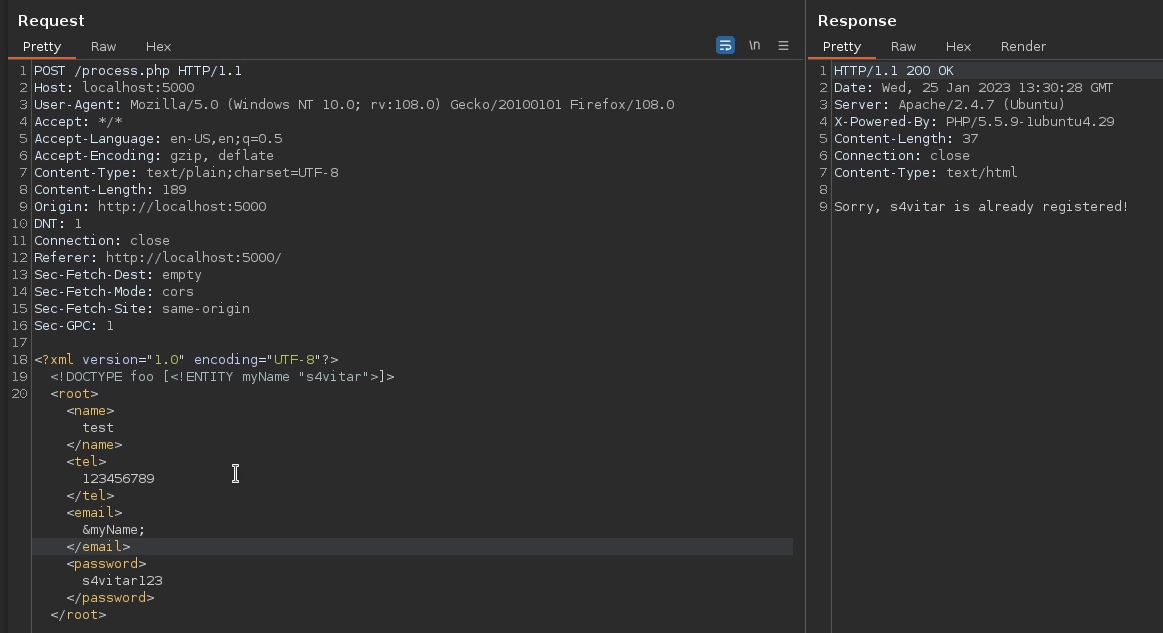 Request
Pretty Raw Hex
\n
1 POST /process.php HTTP/1.1
2 Host: localhost:5000
3 User-Agent: Mozilla/5.0 (Windows NT 10.0; rv:108.0) Gecko/20100101 Firefox/108.0
4 Accept: */*
5 Accept-Language: en-US,en;q=0.5
6 Accept-Encoding: gzip, deflate
7 Content-Type: text/plain;charset=UTF-8
8 Content-Length: 189
9 Origin: http://localhost:5000
10 DNT: 1
11 Connection: close
12 Referer: http://localhost:5000/
13 Sec-Fetch-Dest: empty
14 Sec-Fetch-Mode: cors
15 Sec-Fetch-Site: same-origin
16 Sec-GPC: 1
17
18 <?xml version="1.0" encoding="UTF-8"?>
19 <!DOCTYPE foo [<!ENTITY myName "s4vitar">]>
20 <root>
<name>
test
</name>
<tel>
123456789
</tel>
<email>
&myName;
</email>
<password>
s4vitar123
</password>
</root>
Response
Pretty Raw Hex Render
1 HTTP/1.1 200 OK
2 Date: Wed, 25 Jan 2023 13:30:28 GMT
3 Server: Apache/2.4.7 (Ubuntu)
4 X-Powered-By: PHP/5.5.9-1ubuntu4.29
5 Content-Length: 37
6 Connection: close
7 Content-Type: text/html
8
9 Sorry, s4vitar is already registered!